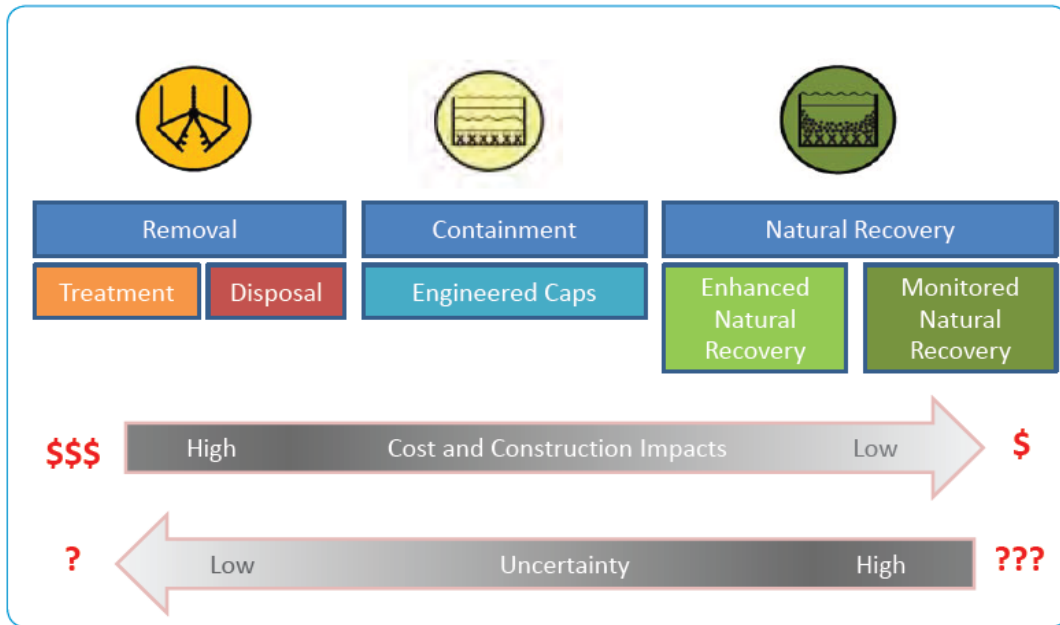 Removal
Containment
Natural Recovery
Treatment
Disposal
Engineered Caps
Enhanced
Natural
Recovery
Monitored
Natural
Recovery
$$$
High
Cost and Construction Impacts
Low
$
?
Low
Uncertainty
High
???